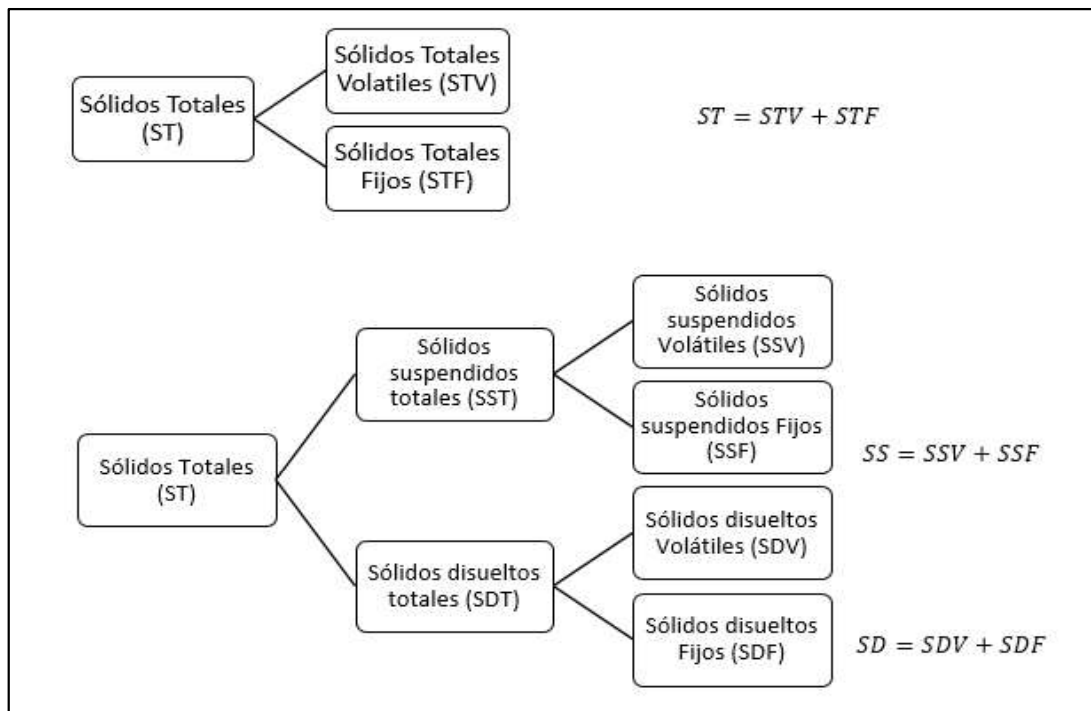 Sólidos Totales
Volatiles (STV)
Sólidos Totales
(ST)
ST = STV + STF
Sólidos Totales
Fijos (STF)
Sólidos
suspendidos
Volátiles (SSV)
Sólidos
suspendidos
totales (SST)
Sólidos
suspendidos Fijos
(SSF)
SS = SSV + SSF
Sólidos Totales
(ST)
Sólidos disueltos
Volátiles (SDV)
Sólidos disueltos
totales (SDT)
Sólidos disueltos
Fijos (SDF)
SD = SDV + SDF